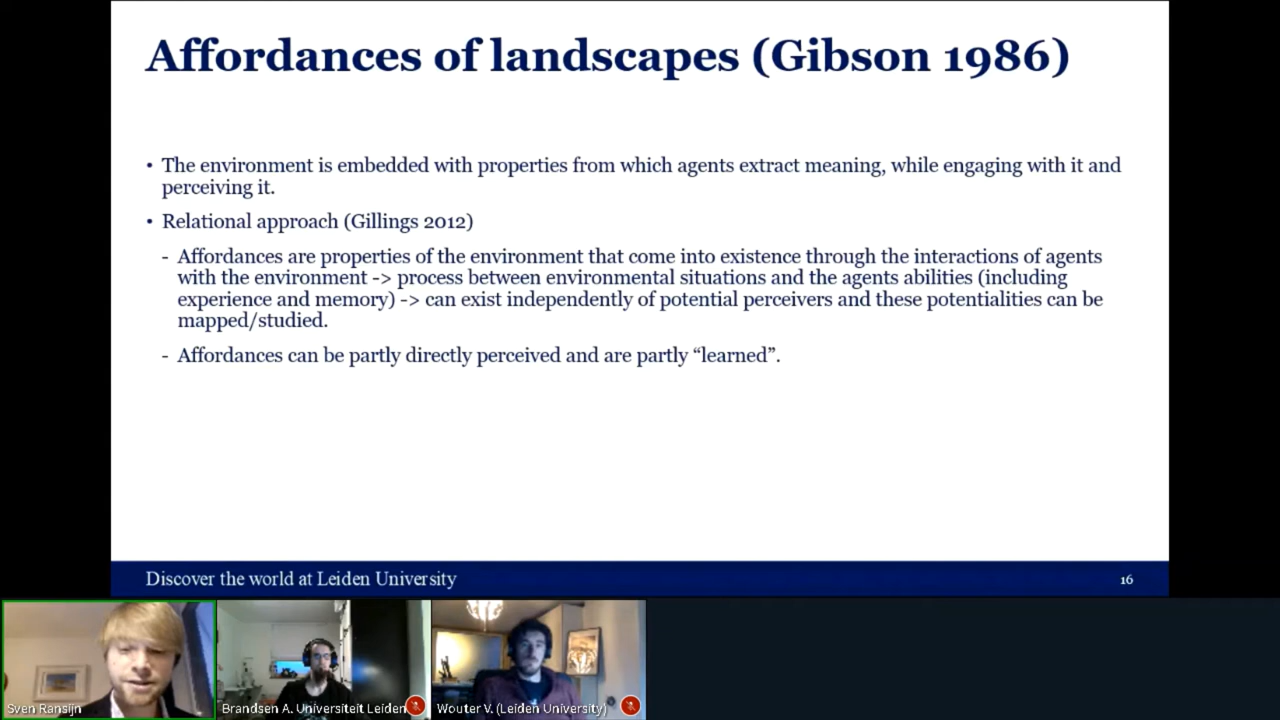 Affordances of landscapes (Gibson 1986)
• The environment is embedded with properties from which agents extract meaning, while engaging with it and
perceiving it.
• Relational approach (Gillings 2012)
- Affordances are properties of the environment that come into existence through the interactions of agents
with the environment -> process between environmental situations and the agents abilities (including
experience and memory) -> can exist independently of potential perceivers and these potentialities can be
mapped/studied.
- Affordances can be partly directly perceived and are partly “learned”.
Discover the world at Leiden University
16
Sven Ransijn
Brandsen A. Universiteit Leiden
Wouter V. (Leiden University)